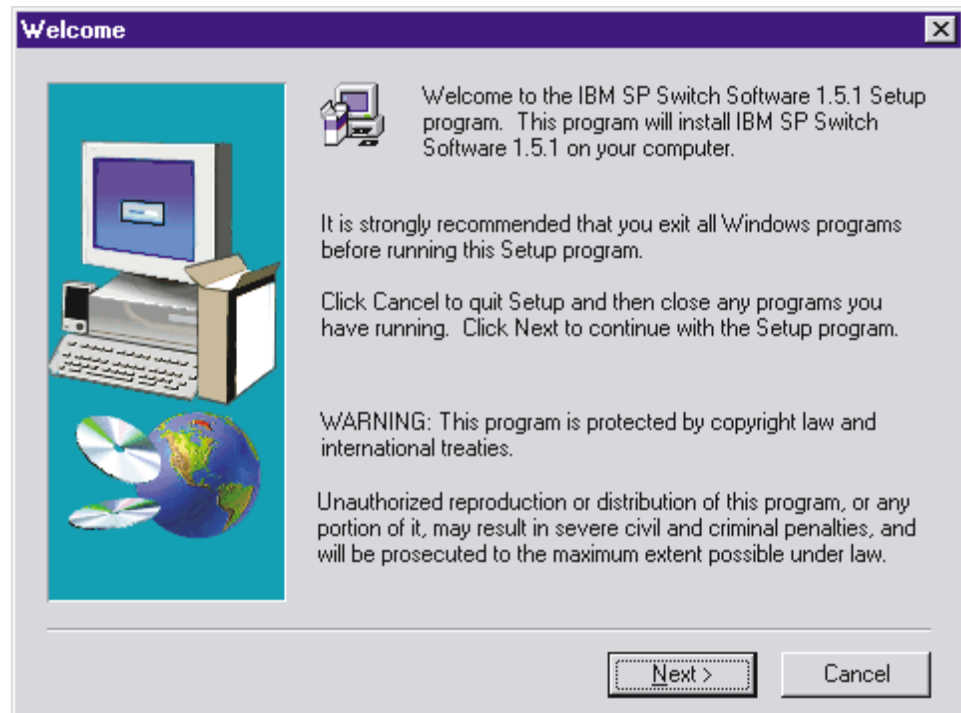 Welcome
Welcome to the IBM SP Switch Software 1.5.1 Setup
program. This program will install IBM SP Switch
Software 1.5.1 on your computer.
It is strongly recommended that you exit all Windows programs
before running this Setup program.
Click Cancel to quit Setup and then close any programs you
have running. Click Next to continue with the Setup program.
WARNING: This program is protected by copyright law and
international treaties.
Unauthorized reproduction or distribution of this program, or any
portion of it, may result in severe civil and criminal penalties, and
will be prosecuted to the maximum extent possible under law.
Next >
Cancel